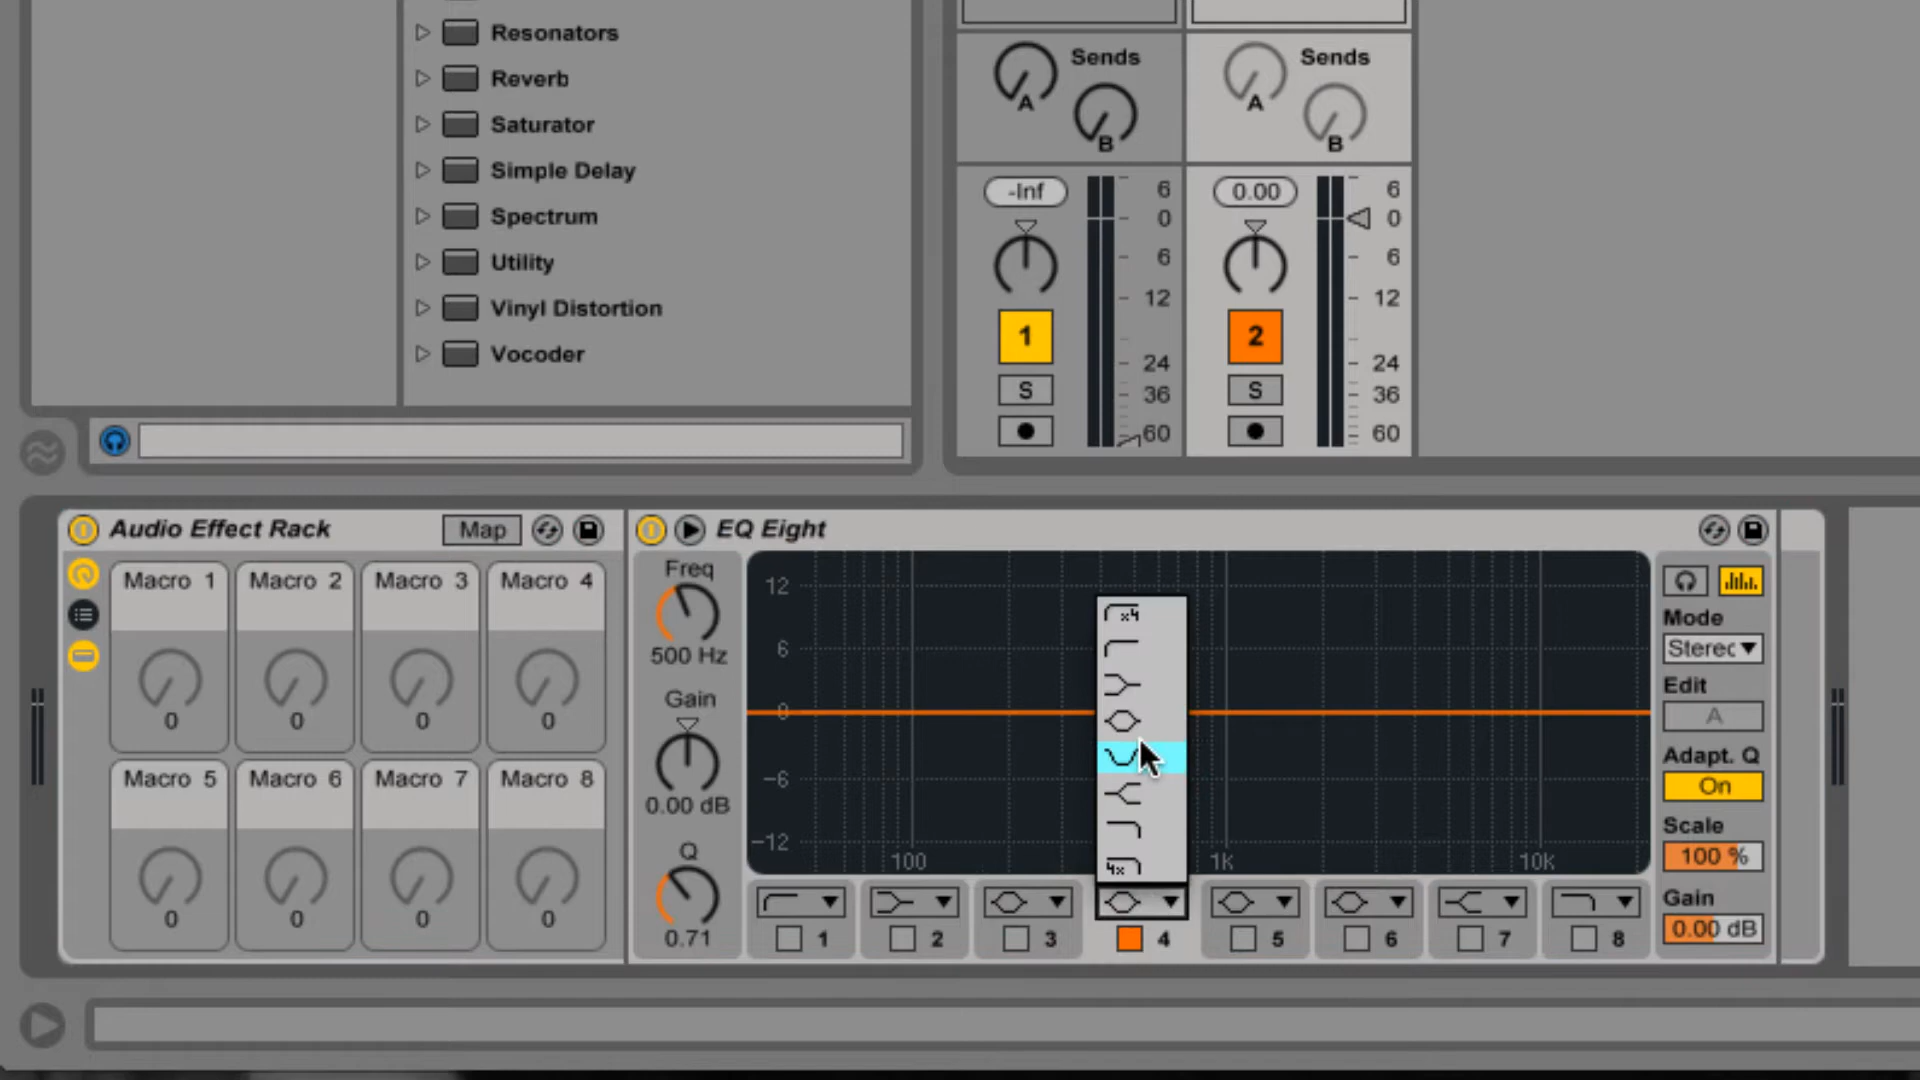 Resonators
Reverb
Saturator
Simple Delay
Spectrum
Utility
Vinyl Distortion
Vocoder
Sends
A
B
Sends
A
B
-Inf
6
0
6
12
24
36
60
1
S
0.00
6
0
6
12
24
36
60
2
S
Audio Effect Rack
Map
Macro 1
Macro 2
Macro 3
Macro 4
0
0
0
0
Macro 5
Macro 6
Macro 7
Macro 8
0
0
0
0
EQ Eight
Freq
500 Hz
Gain
0.00 dB
Q
0.71
12
6
0
-6
-12
100
1k
10k
x4
4x
1
2
3
4
5
6
7
8
Mode
Stereo
Edit
A
Adapt. Q
On
Scale
100 %
Gain
0.00 dB